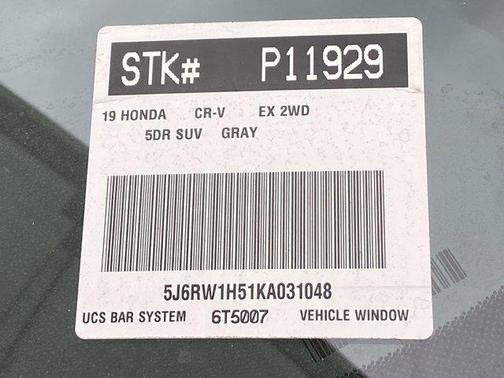 STK# P11929
19 HONDA CR-V EX 2WD
5DR SUV GRAY
5J6RW1H51KA031048
UCS BAR SYSTEM 6T5007 VEHICLE WINDOW